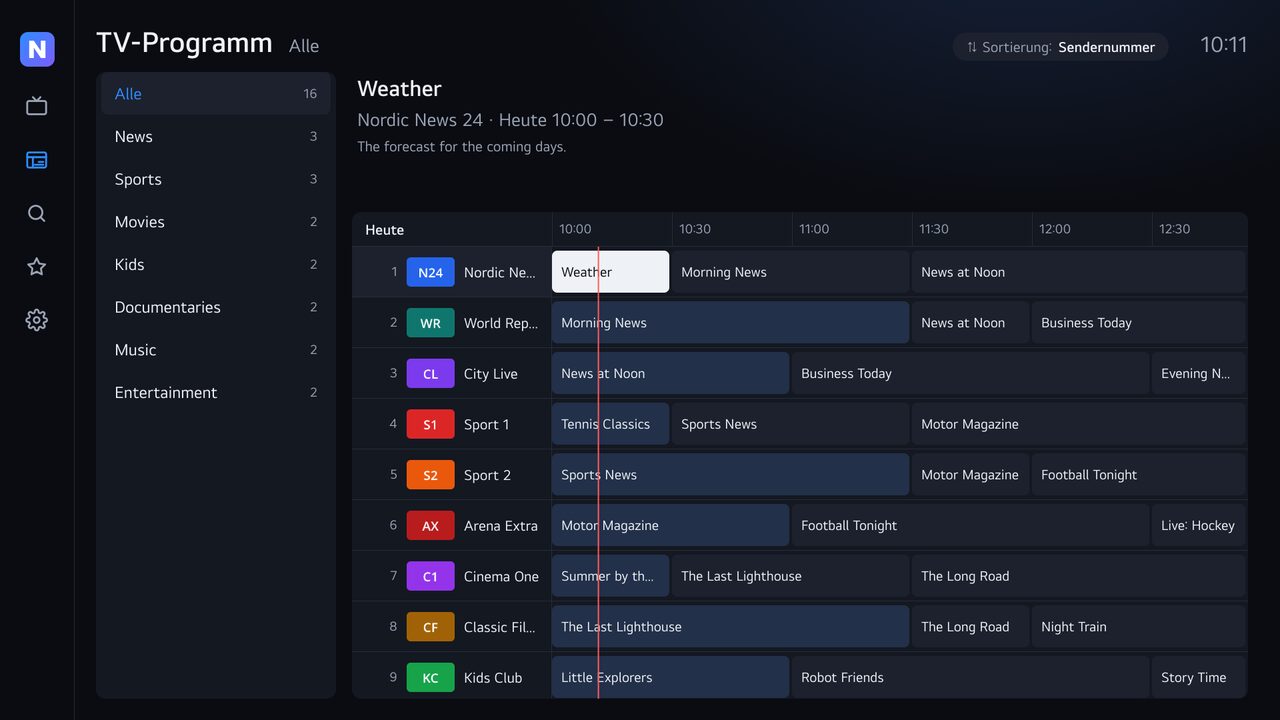 N
TV-Programm Alle
Sortierung: Sendernummer
10:11
Alle 16
News 3
Sports 3
Movies 2
Kids 2
Documentaries 2
Music 2
Entertainment 2
Weather
Nordic News 24 · Heute 10:00 – 10:30
The forecast for the coming days.
Heute 10:00 10:30 11:00 11:30 12:00 12:30
1 N24 Nordic Ne... Weather Morning News News at Noon
2 WR World Rep... Morning News News at Noon Business Today
3 CL City Live News at Noon Business Today Evening N...
4 S1 Sport 1 Tennis Classics Sports News Motor Magazine
5 S2 Sport 2 Sports News Motor Magazine Football Tonight
6 AX Arena Extra Motor Magazine Football Tonight Live: Hockey
7 C1 Cinema One Summer by th... The Last Lighthouse The Long Road
8 CF Classic Fil... The Last Lighthouse The Long Road Night Train
9 KC Kids Club Little Explorers Robot Friends Story Time